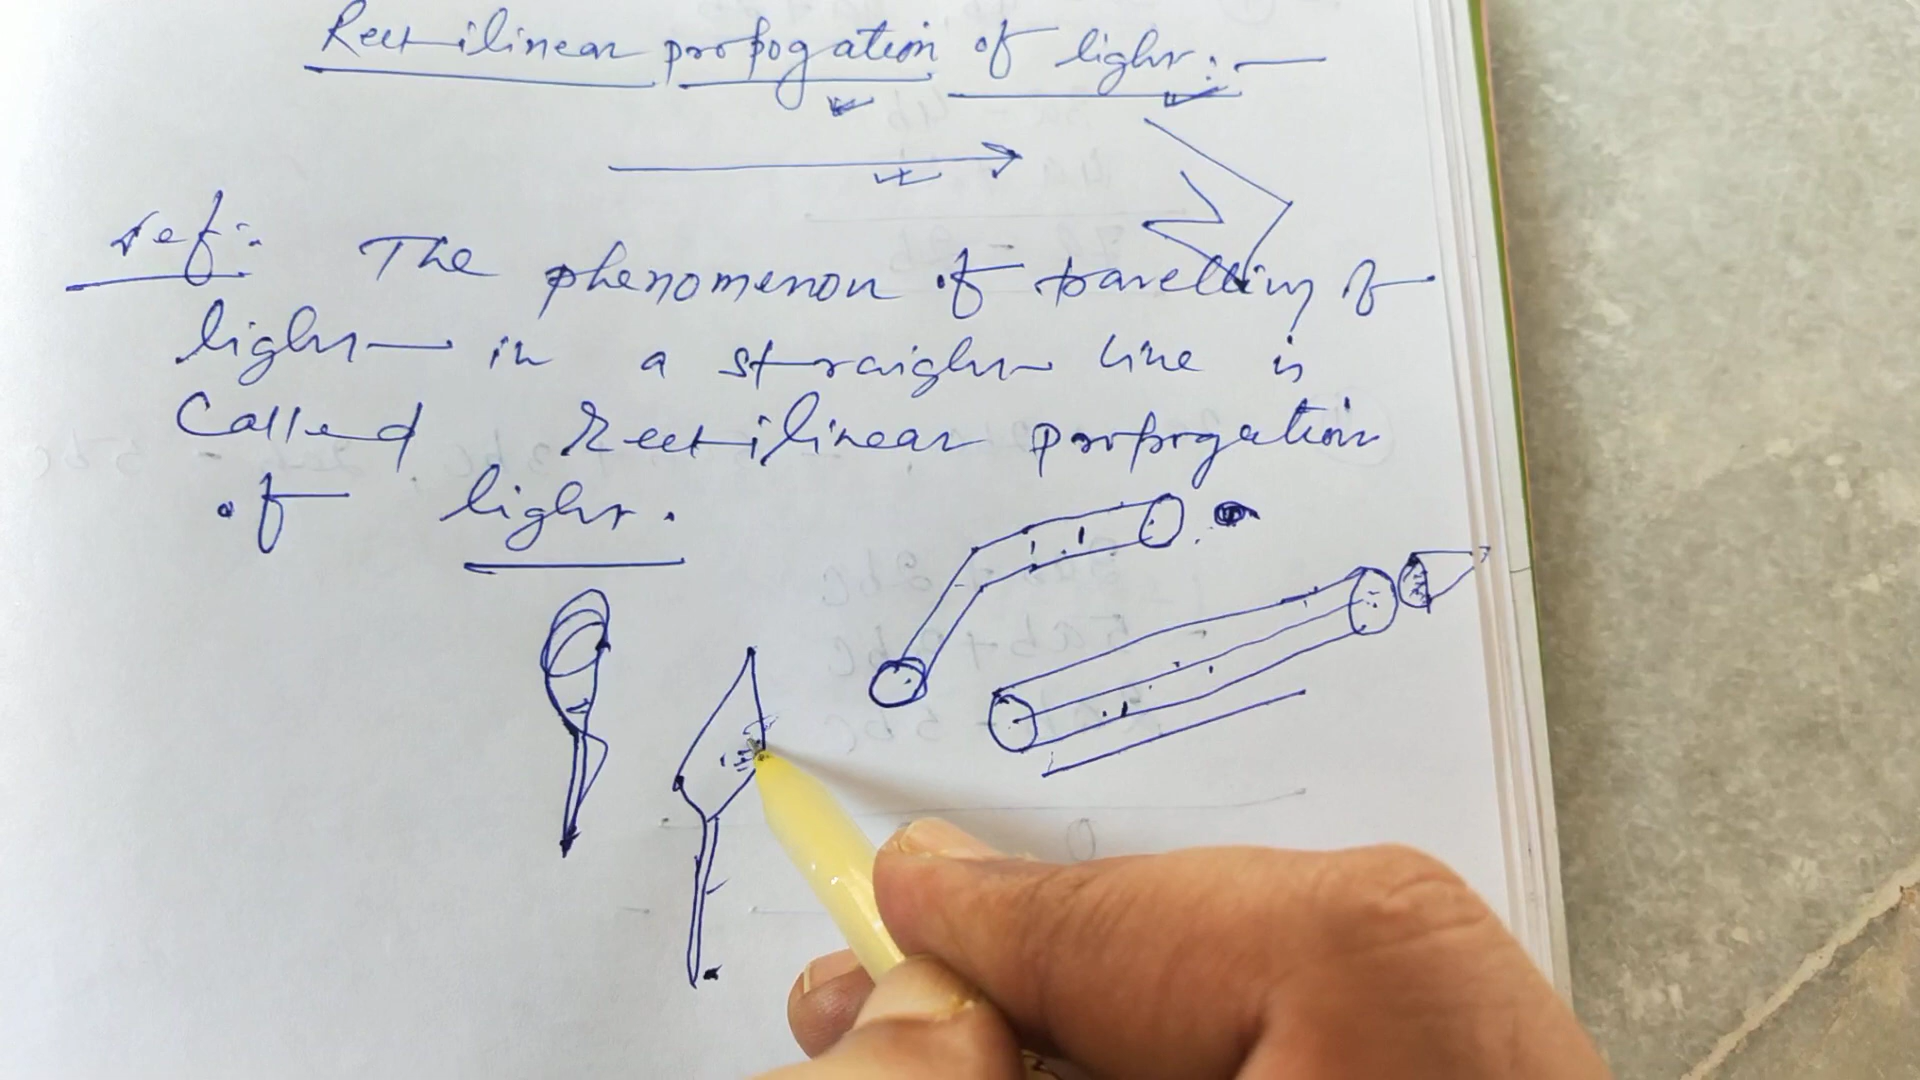 Rectilinear propogation of light:—
def:
The phenomenon of travelling of
light in a straight line is
Called Rectilinear propogation
of light.